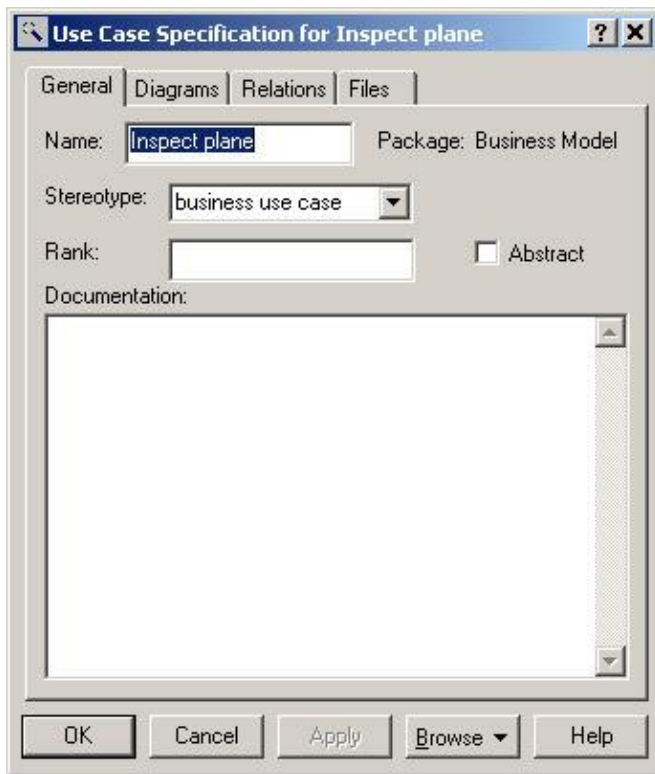 Use Case Specification for Inspect plane
General Diagrams Relations Files
Name: Inspect plane Package: Business Model
Stereotype: business use case
Rank: Abstract
Documentation:
OK Cancel Apply Browse Help